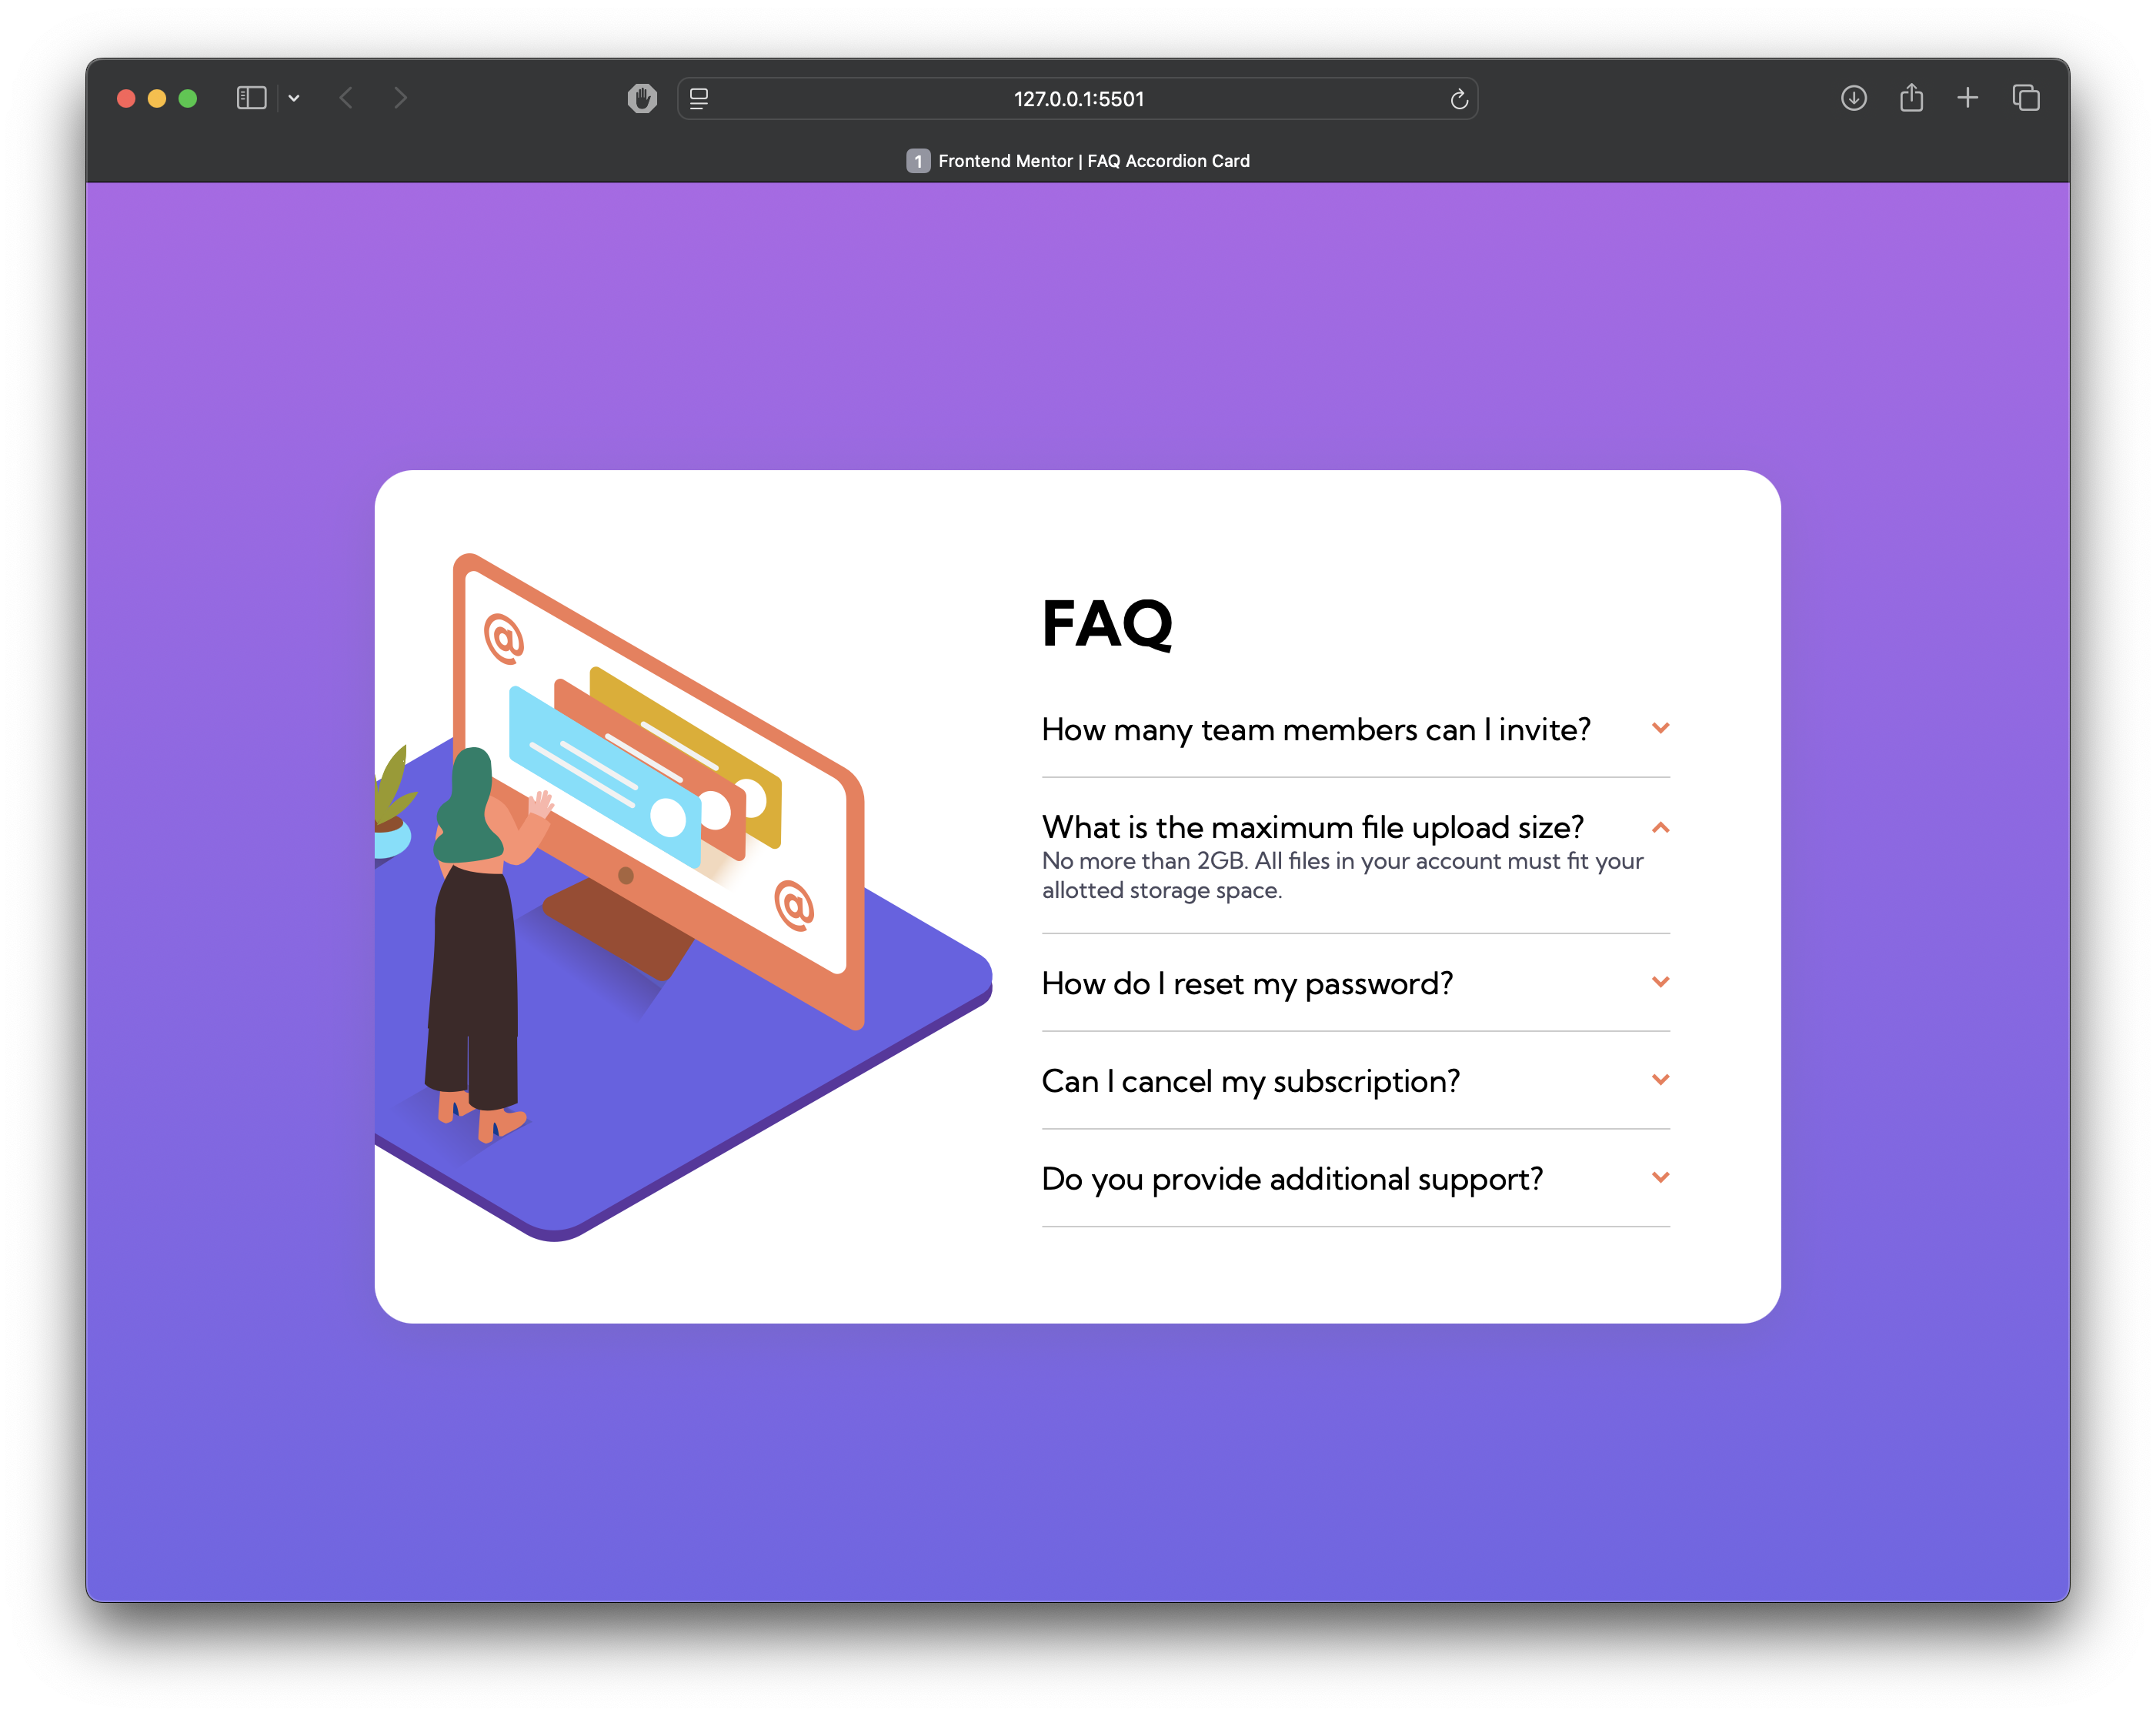 127.0.0.1:5501
1 Frontend Mentor | FAQ Accordion Card
@
@
FAQ
How many team members can I invite?
What is the maximum file upload size?
No more than 2GB. All files in your account must fit your
allotted storage space.
How do I reset my password?
Can I cancel my subscription?
Do you provide additional support?